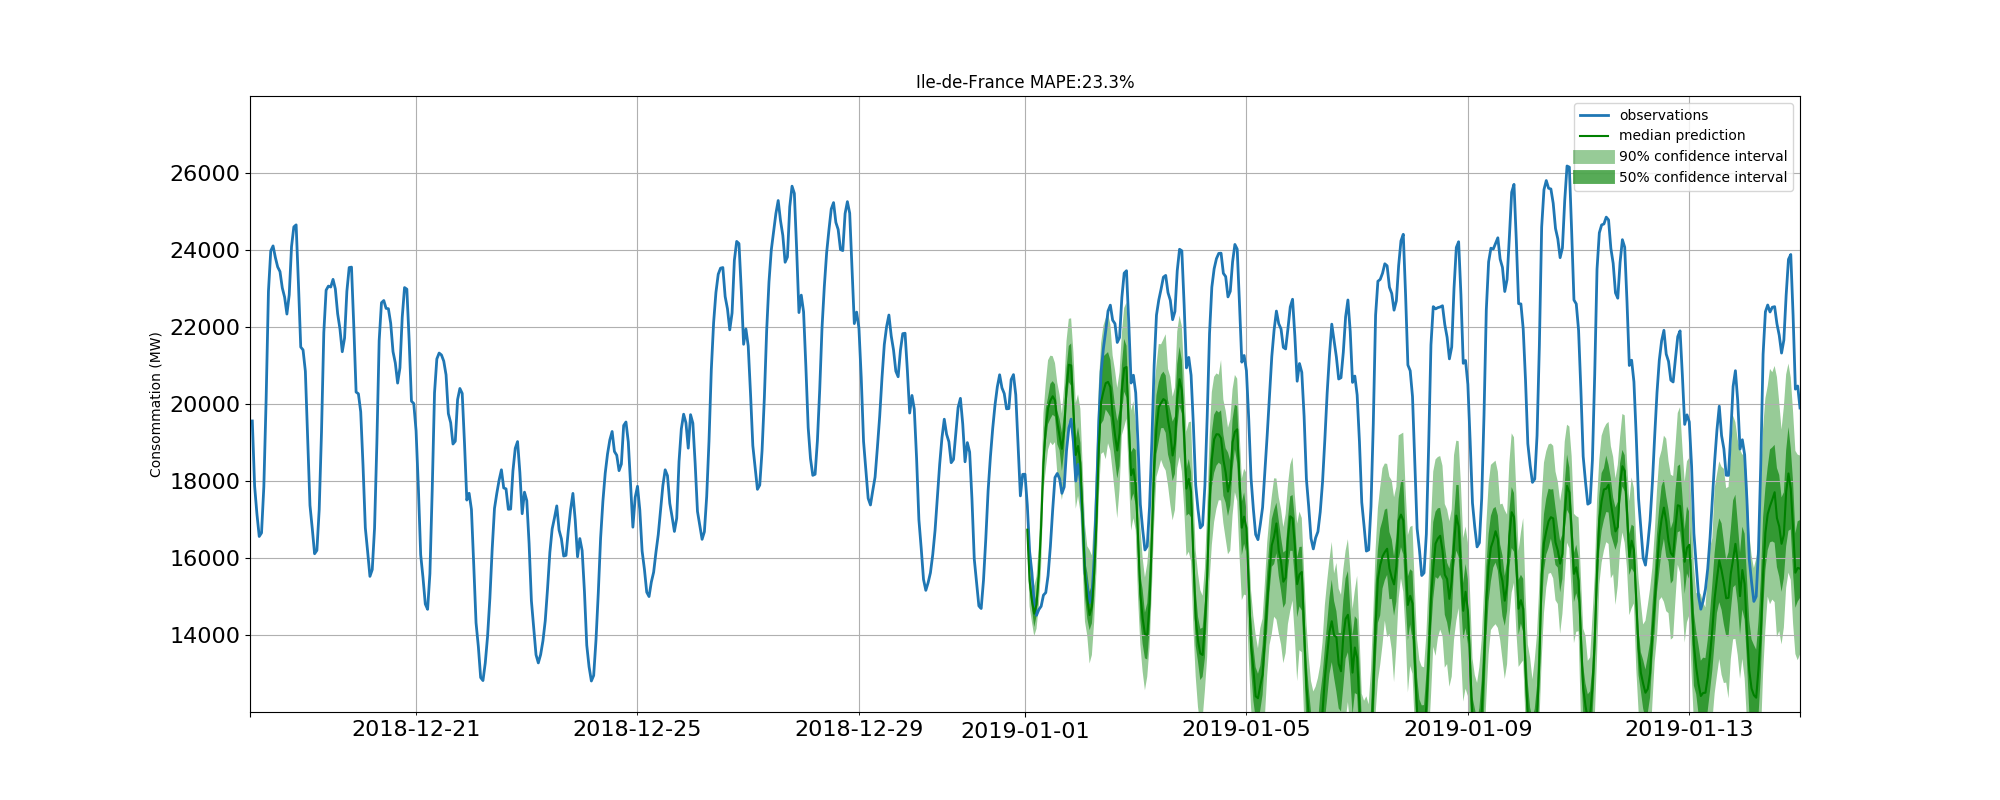 Ile-de-France MAPE:23.3%
observations
median prediction
90% confidence interval
50% confidence interval
Consommation (MW)
26000
24000
22000
20000
18000
16000
14000
2018-12-21
2018-12-25
2018-12-29
2019-01-01
2019-01-05
2019-01-09
2019-01-13